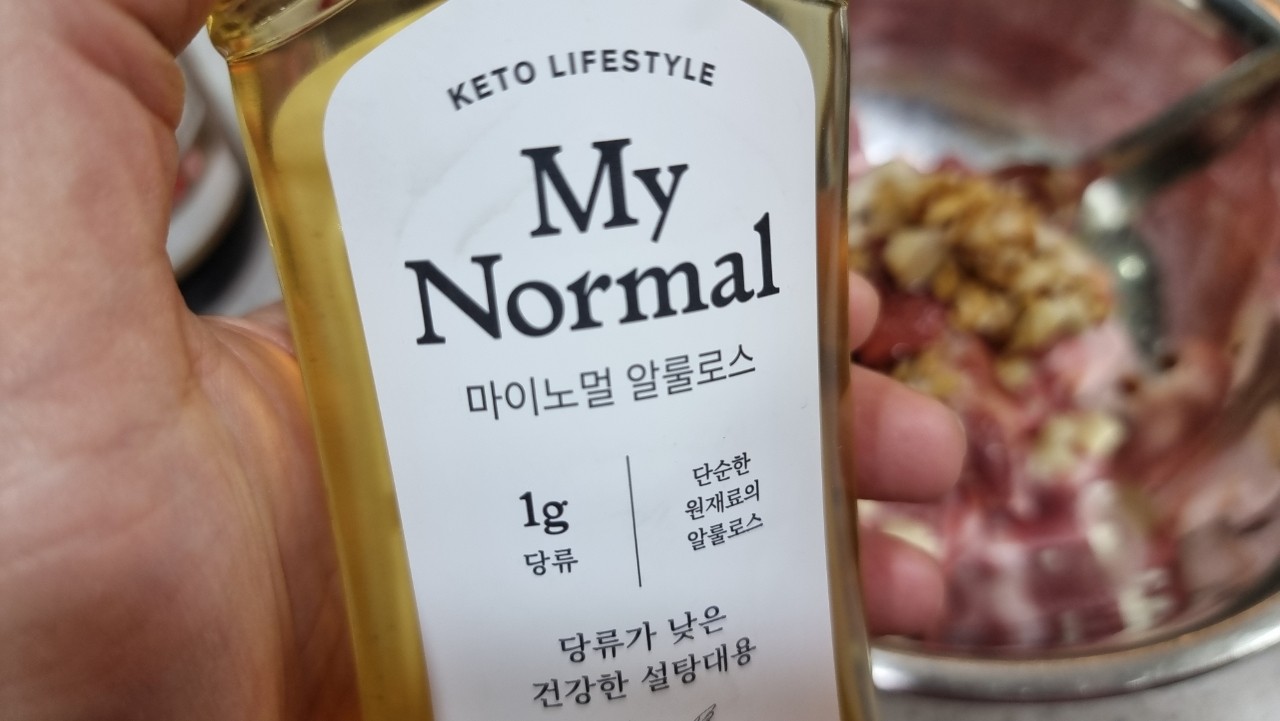 KETO LIFESTYLE
My
Normal
마이노멀 알룰로스
1g
당류
단순한
원재료의
알룰로스
당류가 낮은
건강한 설탕대용